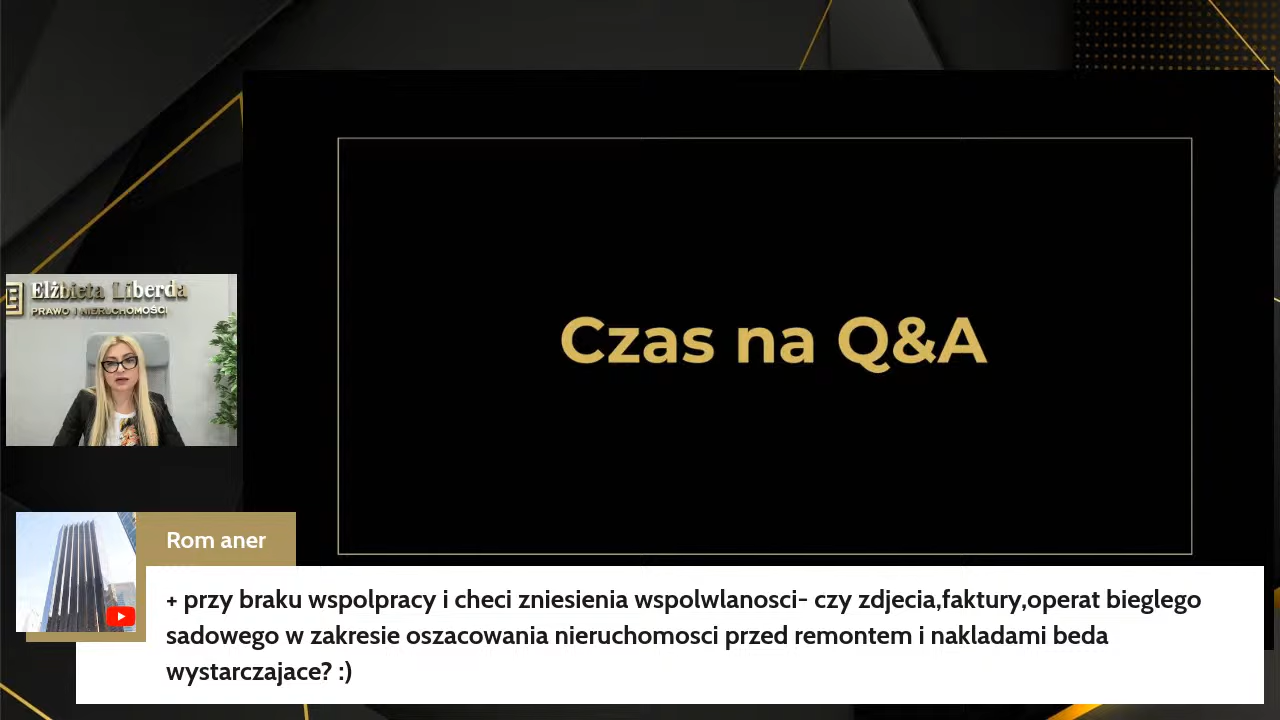 Elżbieta Liberda
PRAWO I NIERUCHOMOŚCI
Czas na Q&A
Rom aner
+ przy braku wspolpracy i checi zniesienia wspolwlanosci- czy zdjecia,faktury,operat bieglego
sadowego w zakresie oszacowania nieruchomosci przed remontem i nakladami beda
wystarczajace? :)